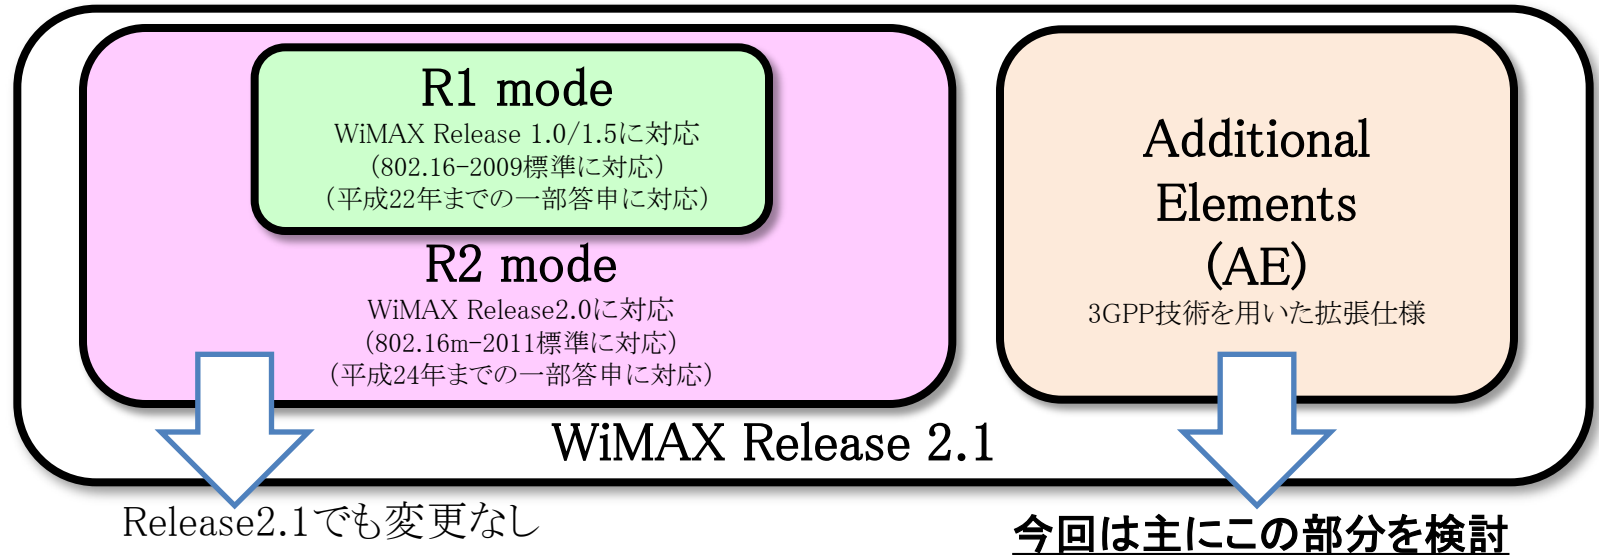 R1 mode
WiMAX Release 1.0/1.5に対応
(802.16-2009標準に対応)
(平成22年までの一部答申に対応)
R2 mode
WiMAX Release2.0に対応
(802.16m-2011標準に対応)
(平成24年までの一部答申に対応)
Additional
Elements
(AE)
3GPP技術を用いた拡張仕様
WiMAX Release 2.1
Release2.1でも変更なし
今回は主にこの部分を検討